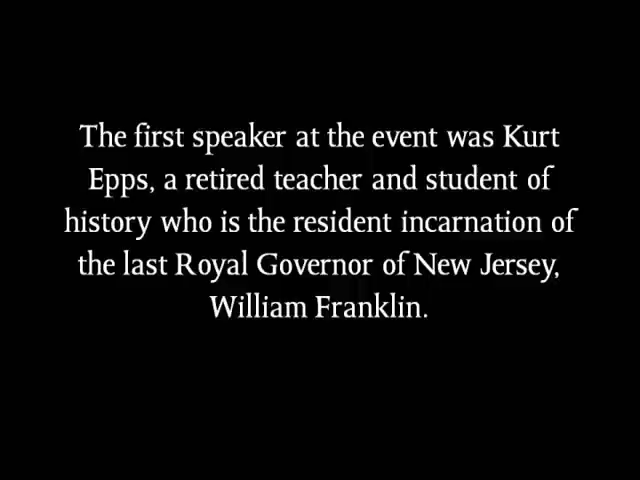 The first speaker at the event was Kurt
Epps, a retired teacher and student of
history who is the resident incarnation of
the last Royal Governor of New Jersey,
William Franklin.